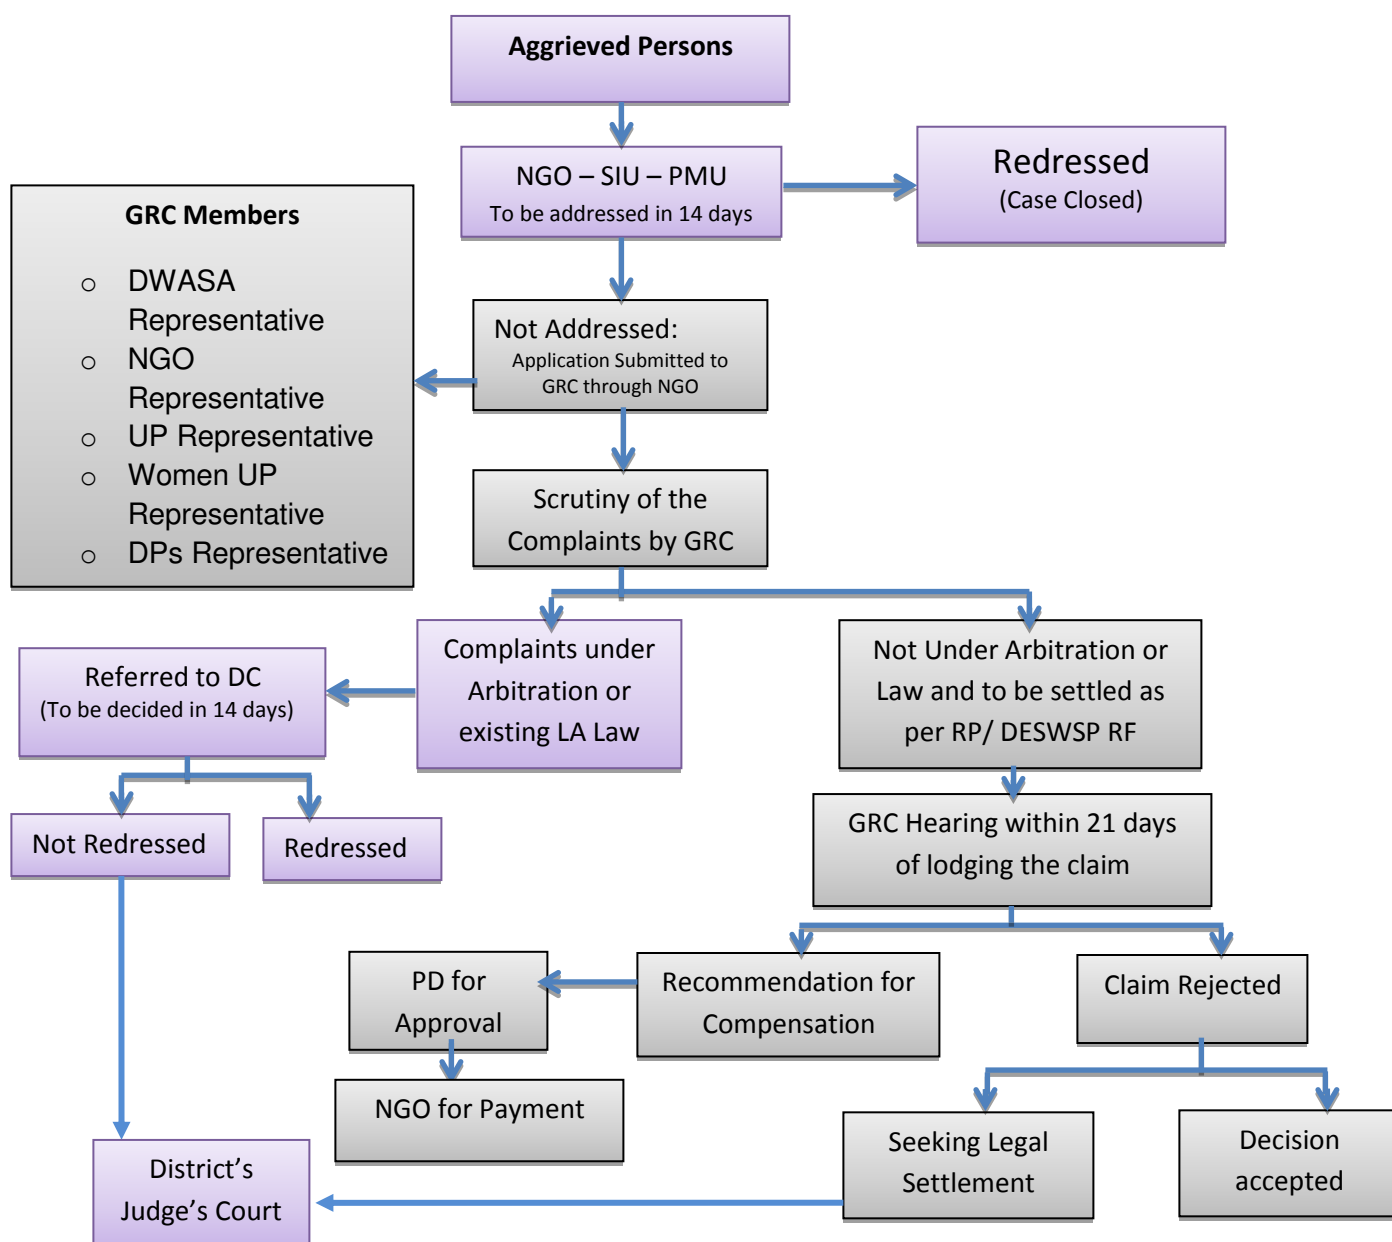 Aggrieved Persons
NGO – SIU – PMU
To be addressed in 14 days
Redressed
(Case Closed)
GRC Members
o DWASA
Representative
o NGO
Representative
o UP Representative
o Women UP
Representative
o DPs Representative
Not Addressed:
Application Submitted to
GRC through NGO
Scrutiny of the
Complaints by GRC
Referred to DC
(To be decided in 14 days)
Complaints under
Arbitration or
existing LA Law
Not Under Arbitration or
Law and to be settled as
per RP/ DESWSP RF
Not Redressed
Redressed
GRC Hearing within 21 days
of lodging the claim
PD for
Approval
Recommendation for
Compensation
Claim Rejected
NGO for Payment
District’s
Judge’s Court
Seeking Legal
Settlement
Decision
accepted